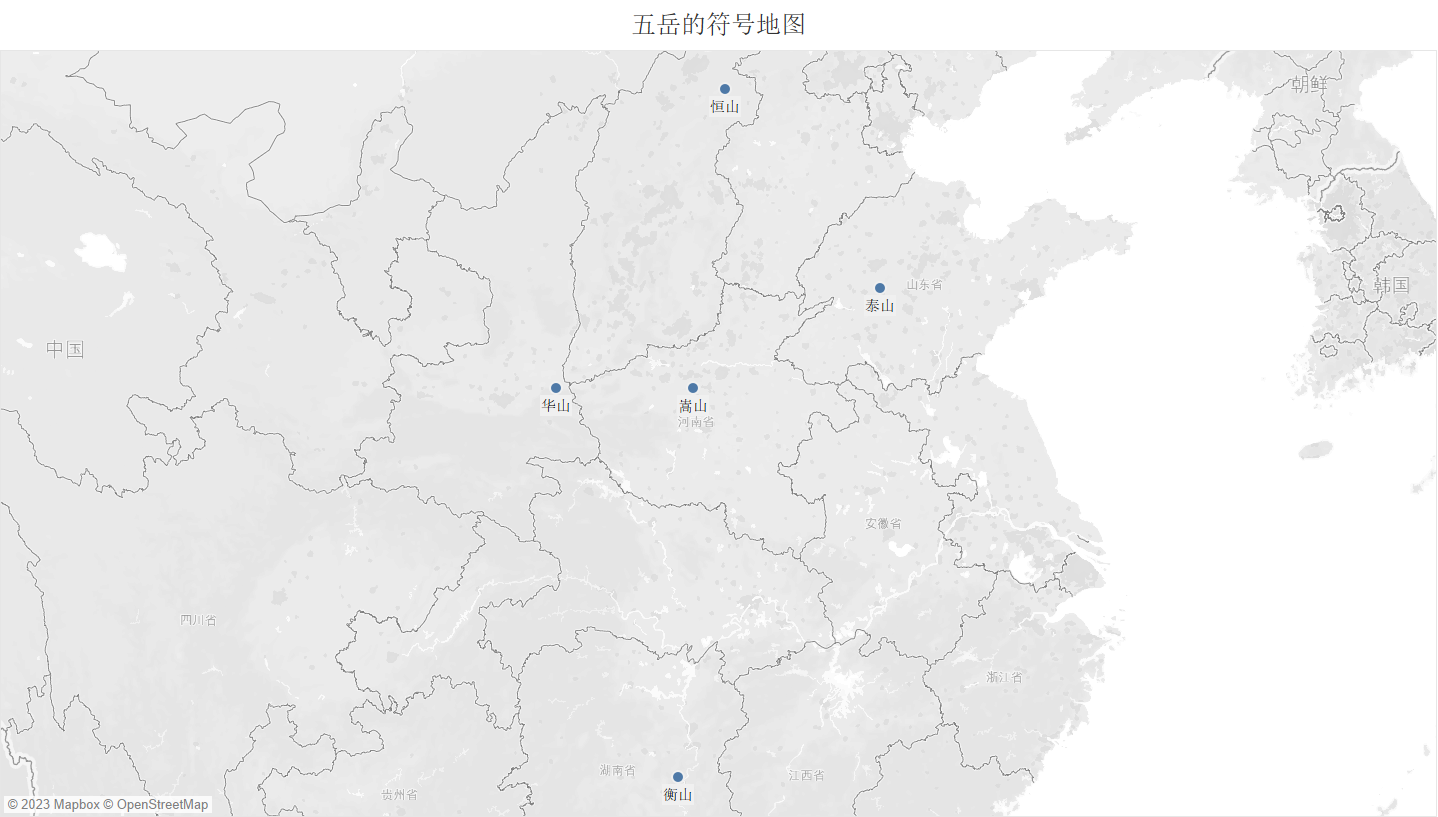 五岳的符号地图
朝鲜
恒山
山东省
韩国
泰山
中国
华山
嵩山
河南省
安徽省
四川省
浙江省
湖南省
江西省
衡山
贵州省
© 2023 Mapbox © OpenStreetMap